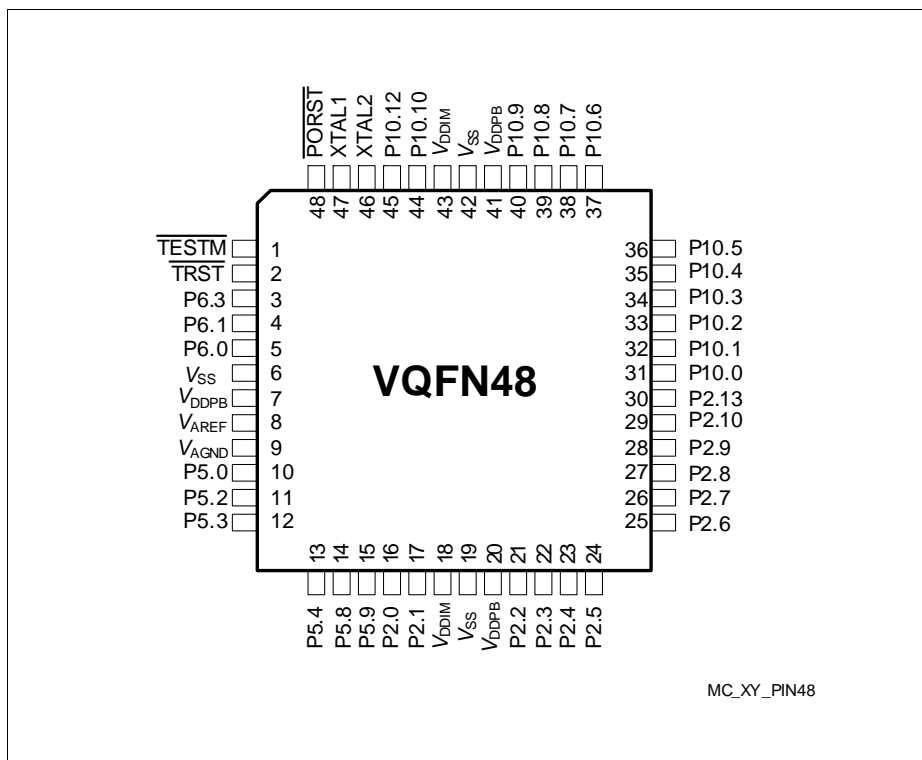 PORST
XTAL1
XTAL2
P10.12
P10.10
VDDIM
VSS
VDDPB
P10.9
P10.8
P10.7
P10.6
48
47
46
45
44
43
42
41
40
39
38
37
TESTM 1
TRST 2
P6.3 3
P6.1 4
P6.0 5
VSS 6
VDDPB 7
VAREF 8
VAGND 9
P5.0 10
P5.2 11
P5.3 12
VQFN48
36 P10.5
35 P10.4
34 P10.3
33 P10.2
32 P10.1
31 P10.0
30 P2.13
29 P2.10
28 P2.9
27 P2.8
26 P2.7
25 P2.6
13
14
15
16
17
18
19
20
21
22
23
24
P5.4
P5.8
P5.9
P2.0
P2.1
VDDIM
VSS
VDDPB
P2.2
P2.3
P2.4
P2.5
MC_XY_PIN48